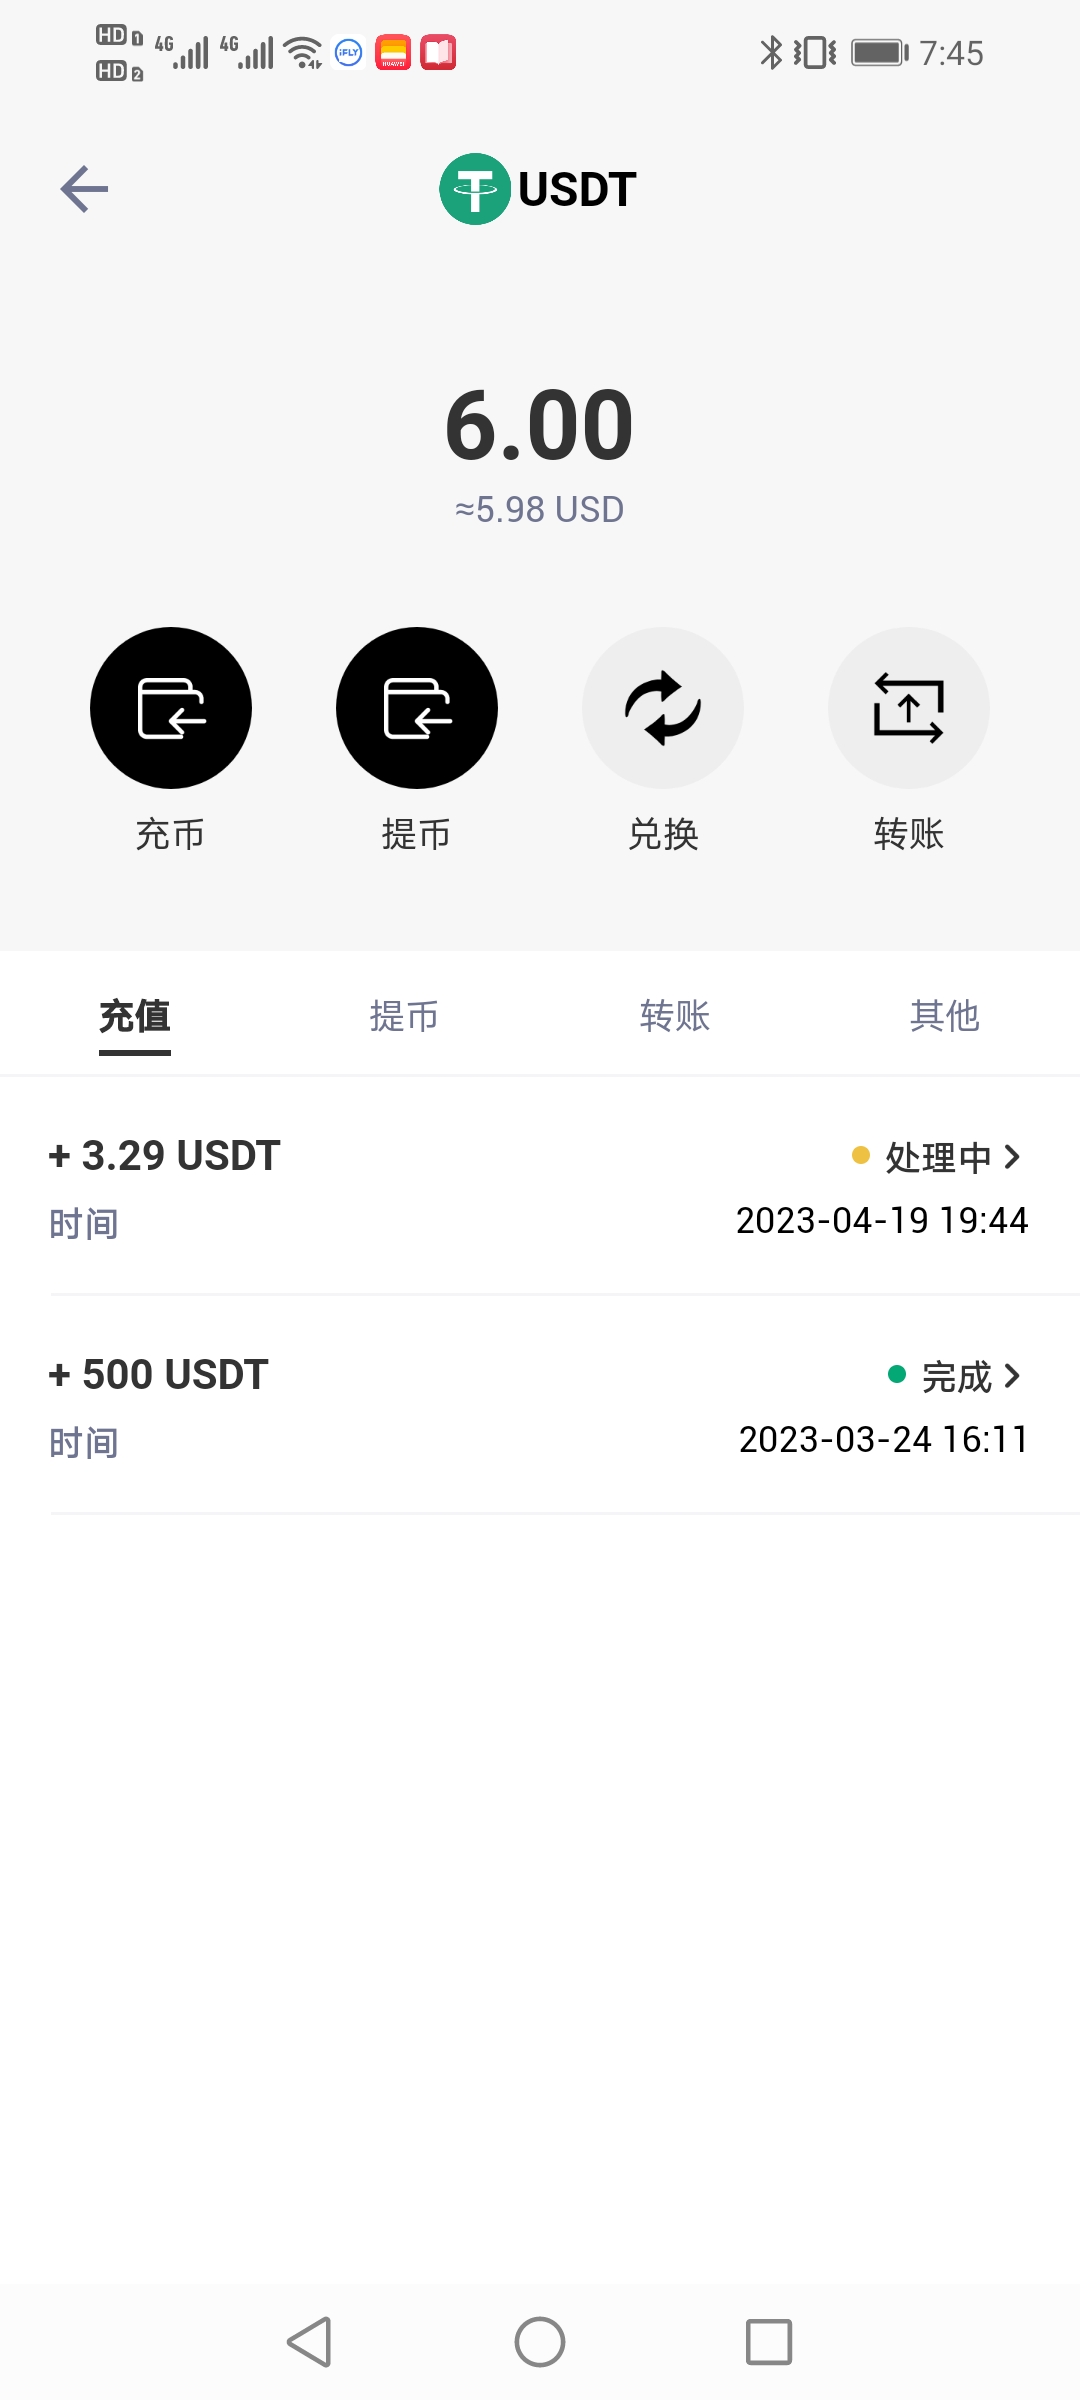 HD 1 4G 4G iFLY HUAWEI 7:45
HD 2
USDT
6.00
≈5.98 USD
充币 提币 兑换 转账
充值 提币 转账 其他
+ 3.29 USDT 处理中
时间 2023-04-19 19:44
+ 500 USDT 完成
时间 2023-03-24 16:11